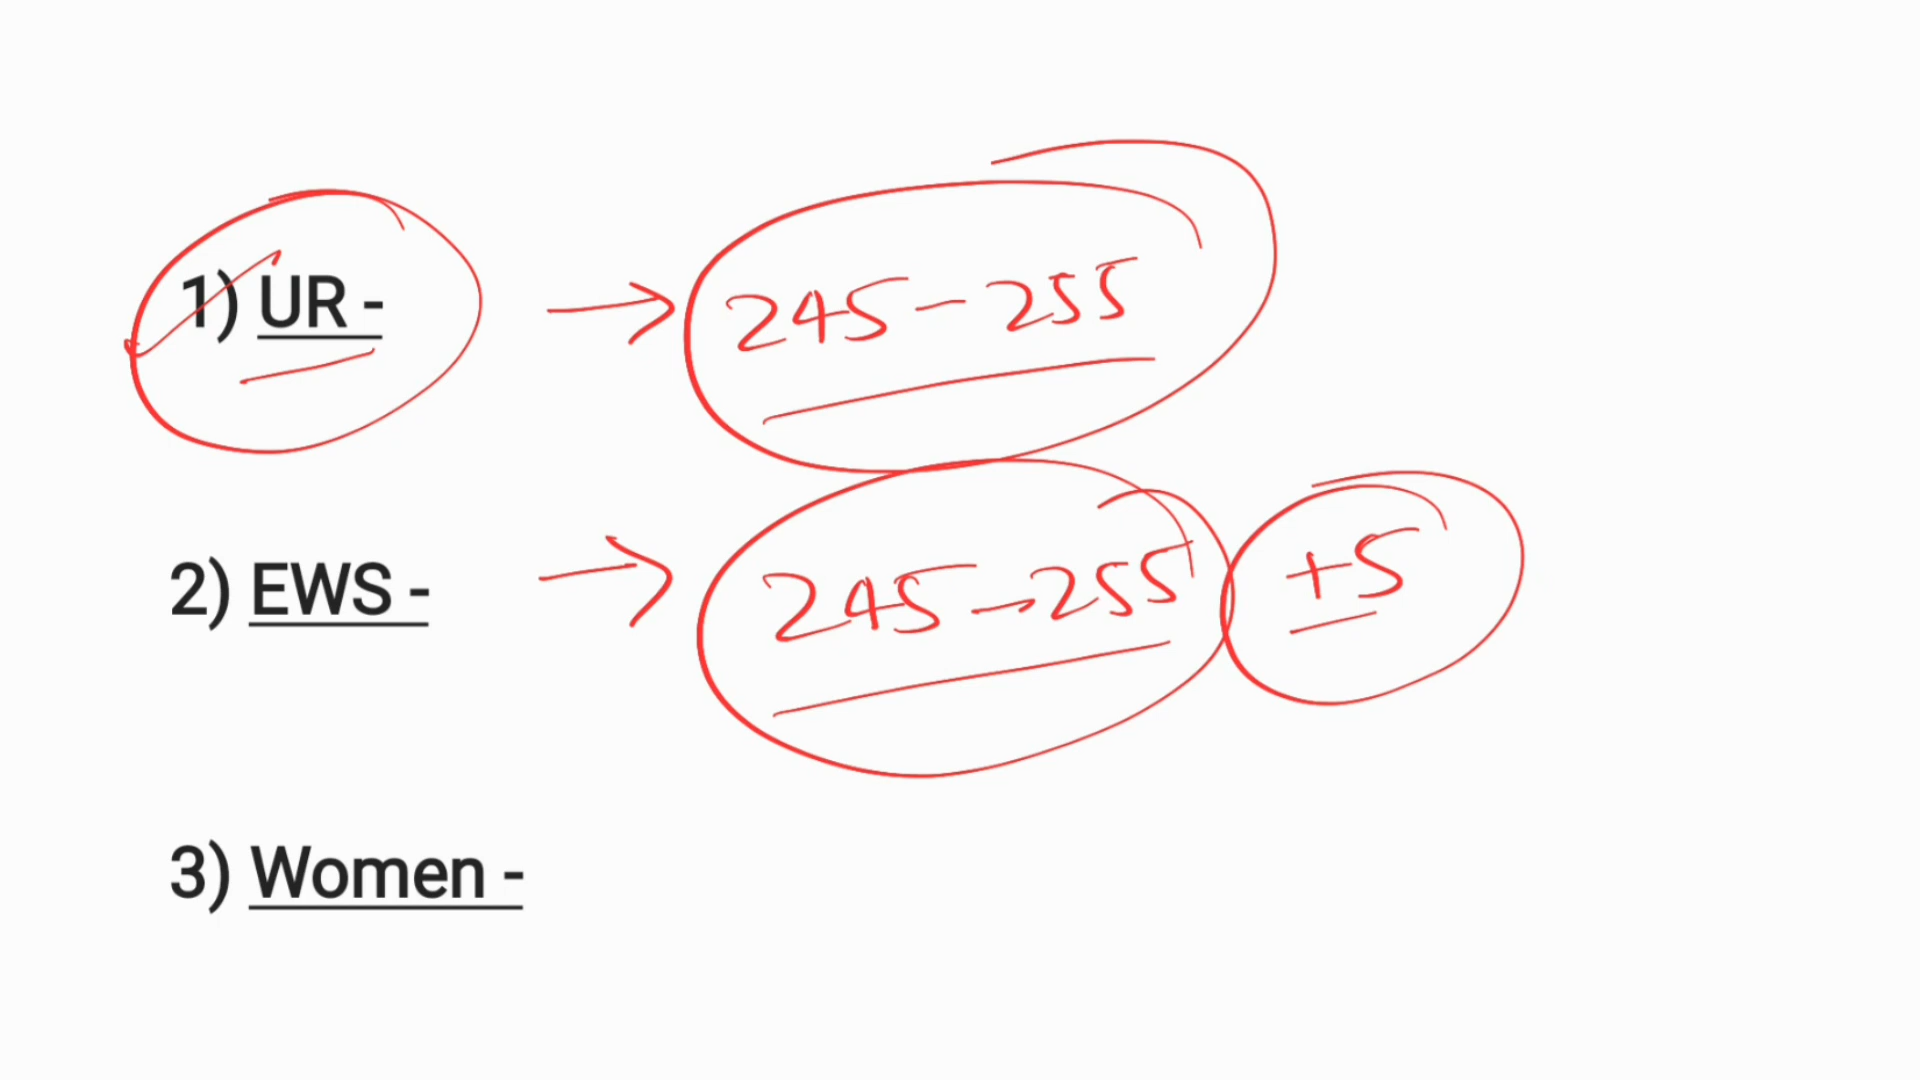 1) UR - → 245 - 255
2) EWS - → 245 - 255 +5
3) Women -